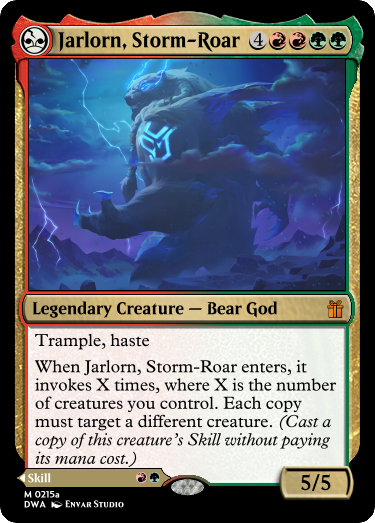 Jarlorn, Storm-Roar 4
Legendary Creature — Bear God
Trample, haste
When Jarlorn, Storm-Roar enters, it
invokes X times, where X is the number
of creatures you control. Each copy
must target a different creature. (Cast a
copy of this creature's Skill without paying
its mana cost.)
Skill
5/5
M 0215a
DWA ENVAR STUDIO